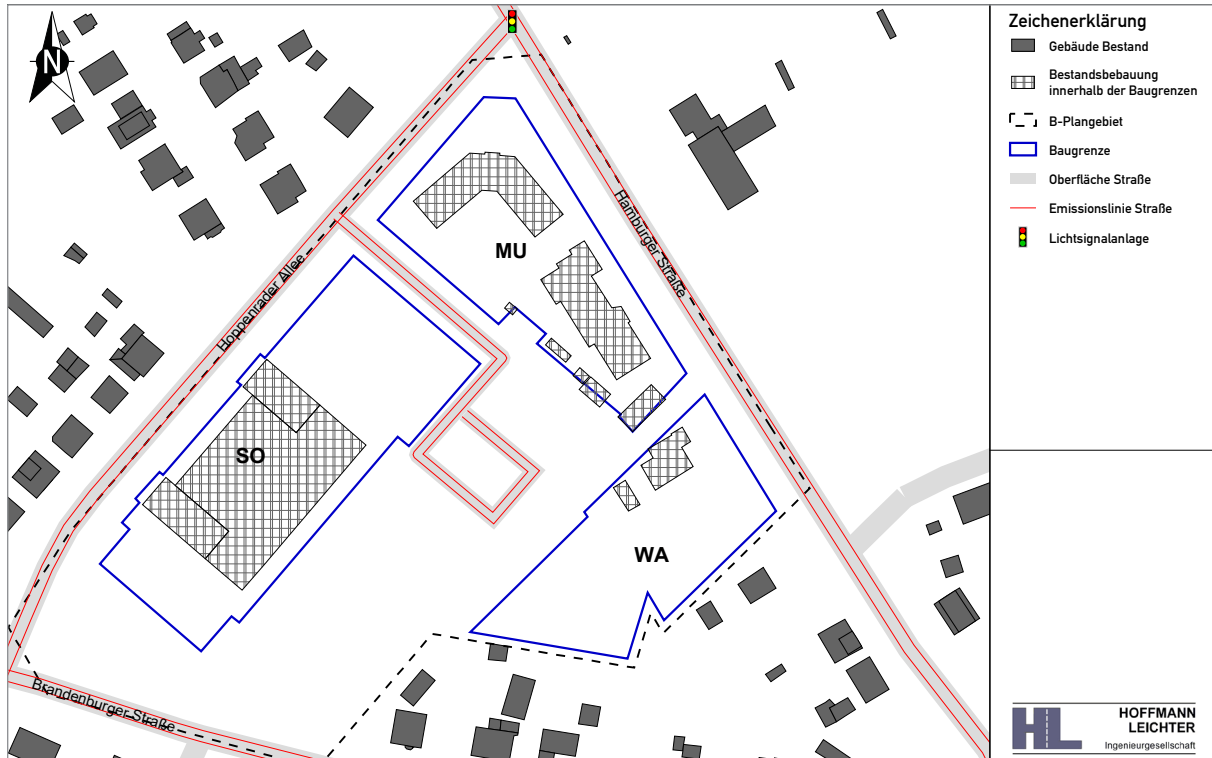 N
Hoppenrader Allee
Hamburger Straße
MU
SO
WA
Brandenburger Straße
Zeichenerklärung
Gebäude Bestand
Bestandsbebauung
innerhalb der Baugrenzen
B-Plangebiet
Baugrenze
Oberfläche Straße
Emissionslinie Straße
Lichtsignalanlage
HL
HOFFMANN
LEICHTER
Ingenieurgesellschaft